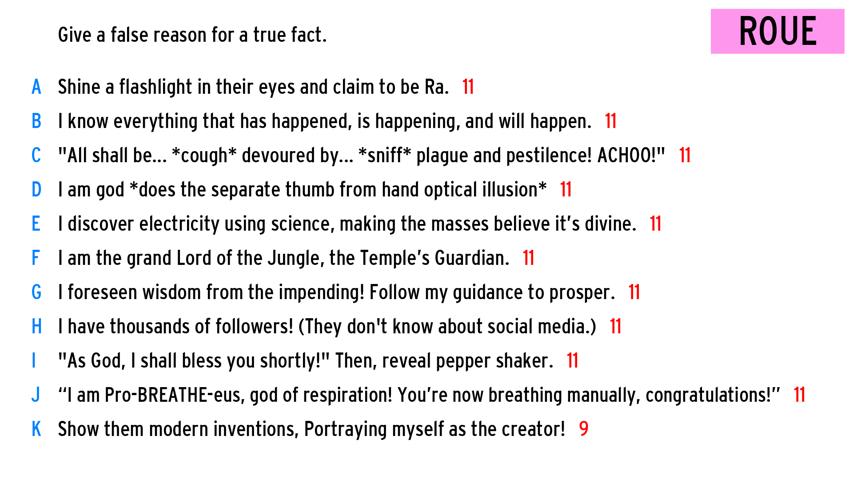 Give a false reason for a true fact.
ROUE
A Shine a flashlight in their eyes and claim to be Ra. 11
B I know everything that has happened, is happening, and will happen. 11
C "All shall be... *cough* devoured by... *sniff* plague and pestilence! ACHOO!" 11
D I am god *does the separate thumb from hand optical illusion* 11
E I discover electricity using science, making the masses believe it’s divine. 11
F I am the grand Lord of the Jungle, the Temple’s Guardian. 11
G I foreseen wisdom from the impending! Follow my guidance to prosper. 11
H I have thousands of followers! (They don't know about social media.) 11
I "As God, I shall bless you shortly!" Then, reveal pepper shaker. 11
J “I am Pro-BREATHE-eus, god of respiration! You’re now breathing manually, congratulations!” 11
K Show them modern inventions, Portraying myself as the creator! 9